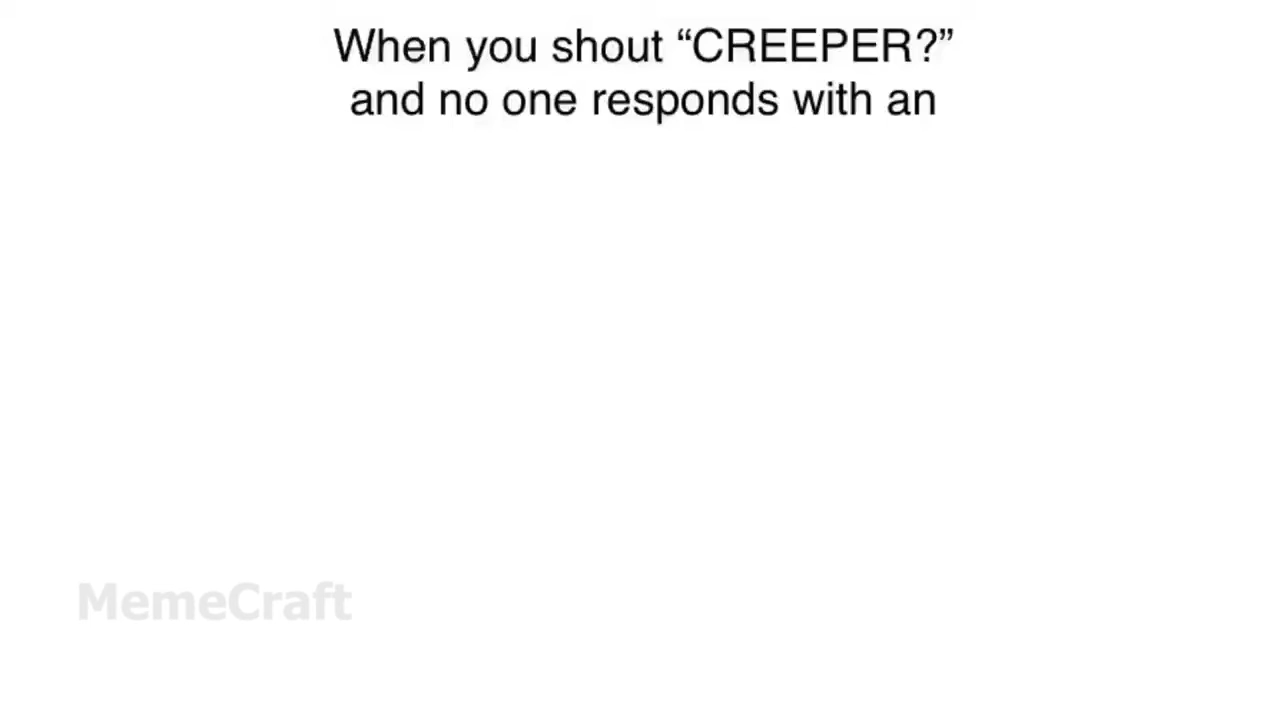 When you shout “CREEPER?”
and no one responds with an
MemeCraft